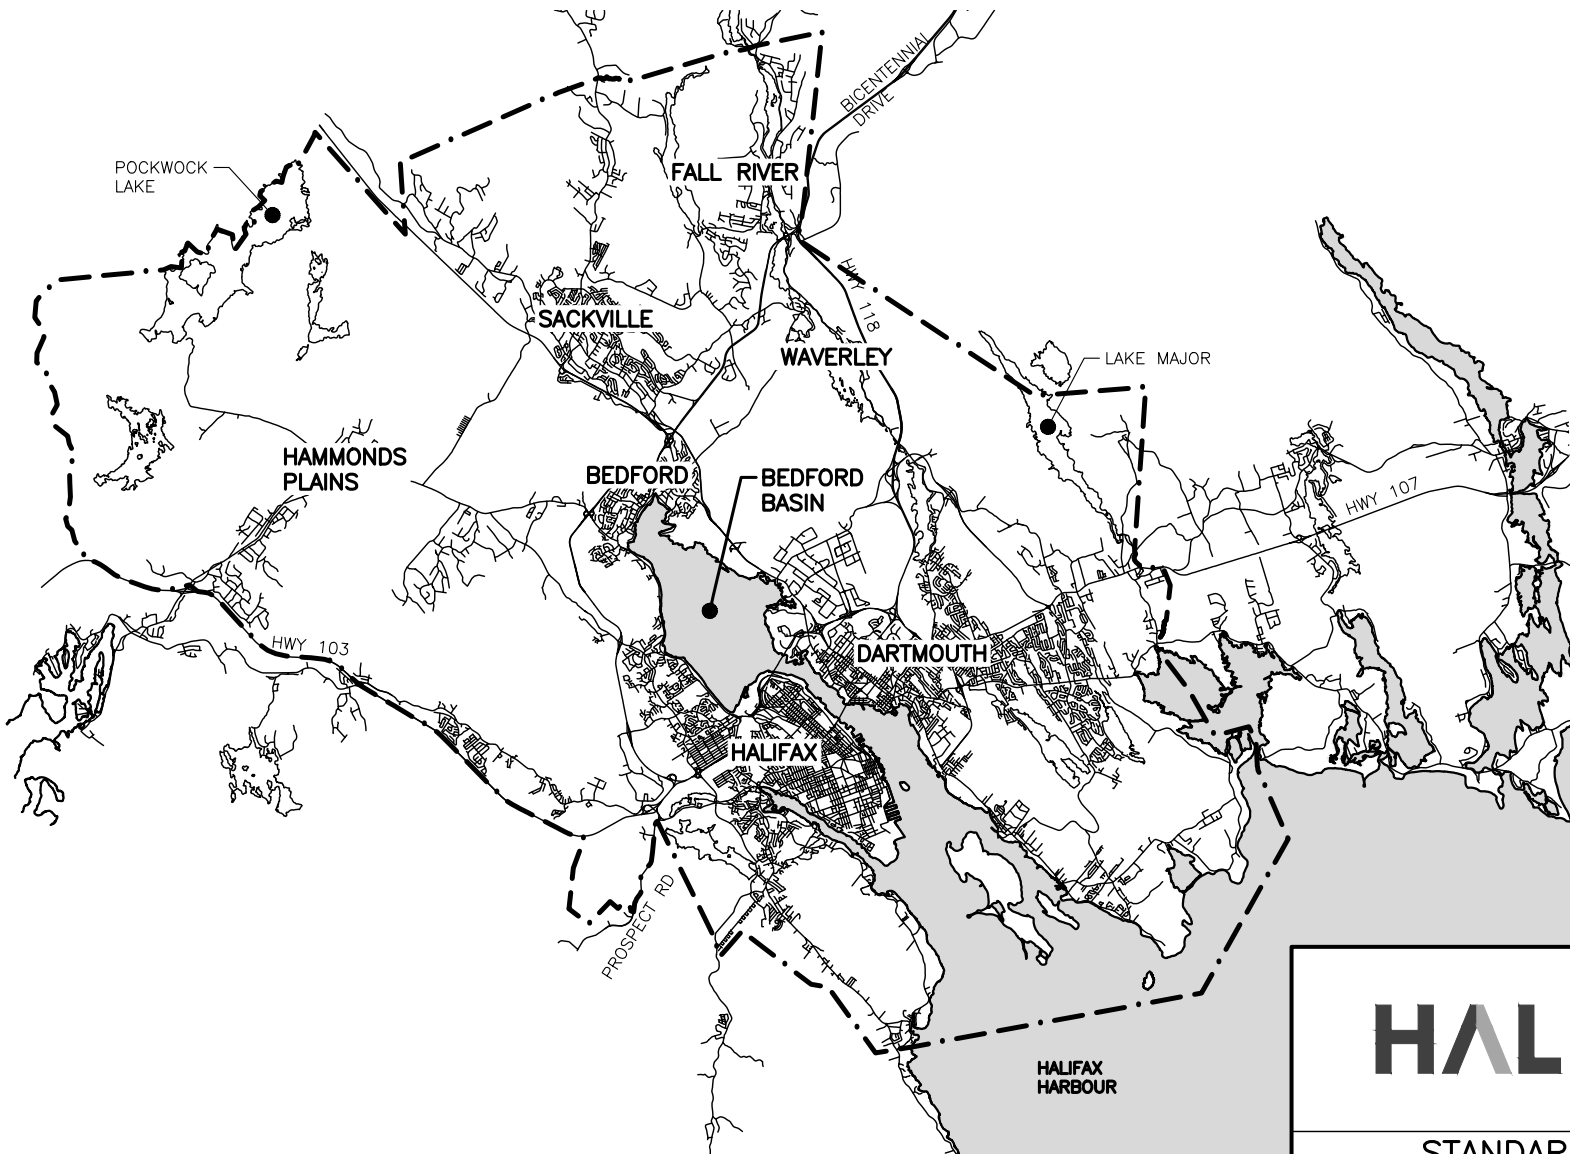 BICENTENNIAL
DRIVE
POCKWOCK
LAKE
FALL RIVER
HWY 118
SACKVILLE
WAVERLEY
LAKE MAJOR
HAMMONDS
PLAINS
BEDFORD
BEDFORD
BASIN
HWY 107
HWY 103
DARTMOUTH
HALIFAX
PROSPECT RD
HALIFAX
HARBOUR
HAL
STANDAR